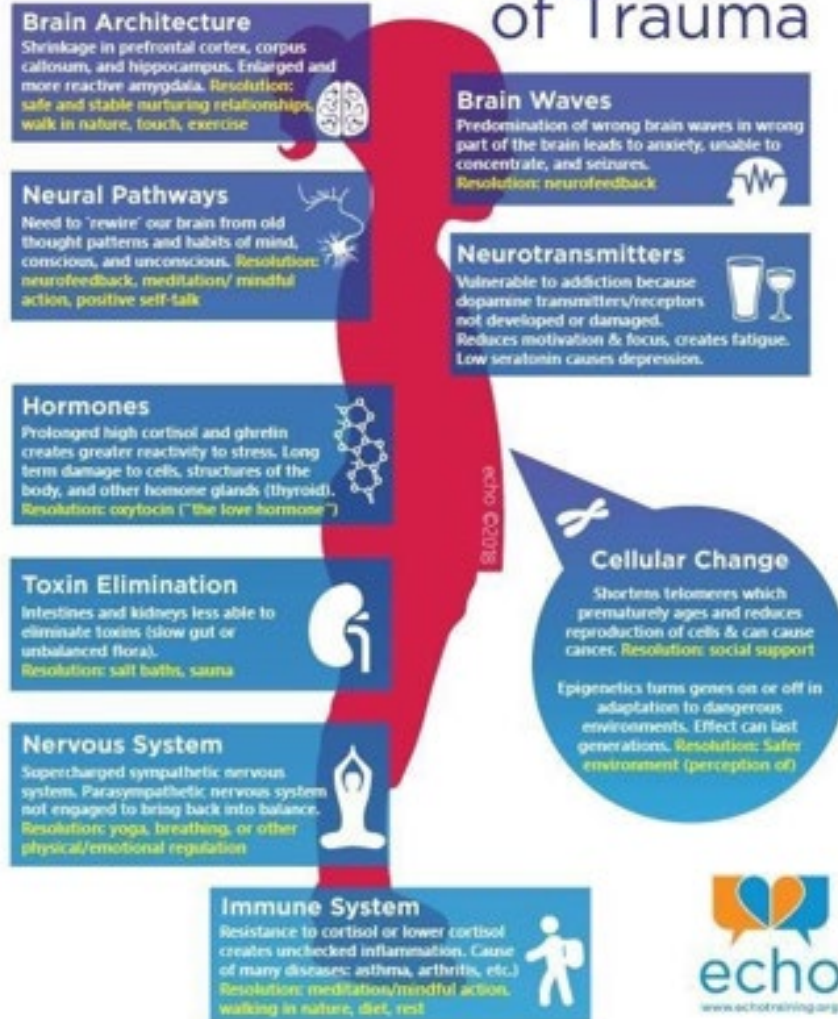 of Trauma
Brain Architecture
Shrinkage in prefrontal cortex, corpus
callosum, and hippocampus. Enlarged and
more reactive amygdala. Resolution:
safe and stable nurturing relationships,
walk in nature, touch, exercise
Brain Waves
Predomination of wrong brain waves in wrong
part of the brain leads to anxiety, unable to
concentrate, and seizures.
Resolution: neurofeedback
Neural Pathways
Need to 'rewire' our brain from old
thought patterns and habits of mind,
conscious, and unconscious. Resolution:
neurofeedback, meditation/ mindful
action, positive self-talk
Neurotransmitters
Vulnerable to addiction because
dopamine transmitters/receptors
not developed or damaged.
Reduces motivation & focus, creates fatigue.
Low seratonin causes depression.
Hormones
Prolonged high cortisol and ghrelin
creates greater reactivity to stress. Long
term damage to cells, structures of the
body, and other homone glands (thyroid).
Resolution: oxytocin ("the love hormone")
echo ©2018
Cellular Change
Shortens telomeres which
prematurely ages and reduces
reproduction of cells & can cause
cancer. Resolution: social support
Epigenetics turns genes on or off in
adaptation to dangerous
environments. Effect can last
generations. Resolution: Safer
environment (perception of)
Toxin Elimination
Intestines and kidneys less able to
eliminate toxins (slow gut or
unbalanced flora).
Resolution: salt baths, sauna
Nervous System
Supercharged sympathetic nervous
system. Parasympathetic nervous system
not engaged to bring back into balance.
Resolution: yoga, breathing, or other
physical/emotional regulation
Immune System
Resistance to cortisol or lower cortisol
creates unchecked inflammation. Cause
of many diseases: asthma, arthritis, etc.)
Resolution: meditation/mindful action,
walking in nature, diet, rest
echo
www.echotraining.org